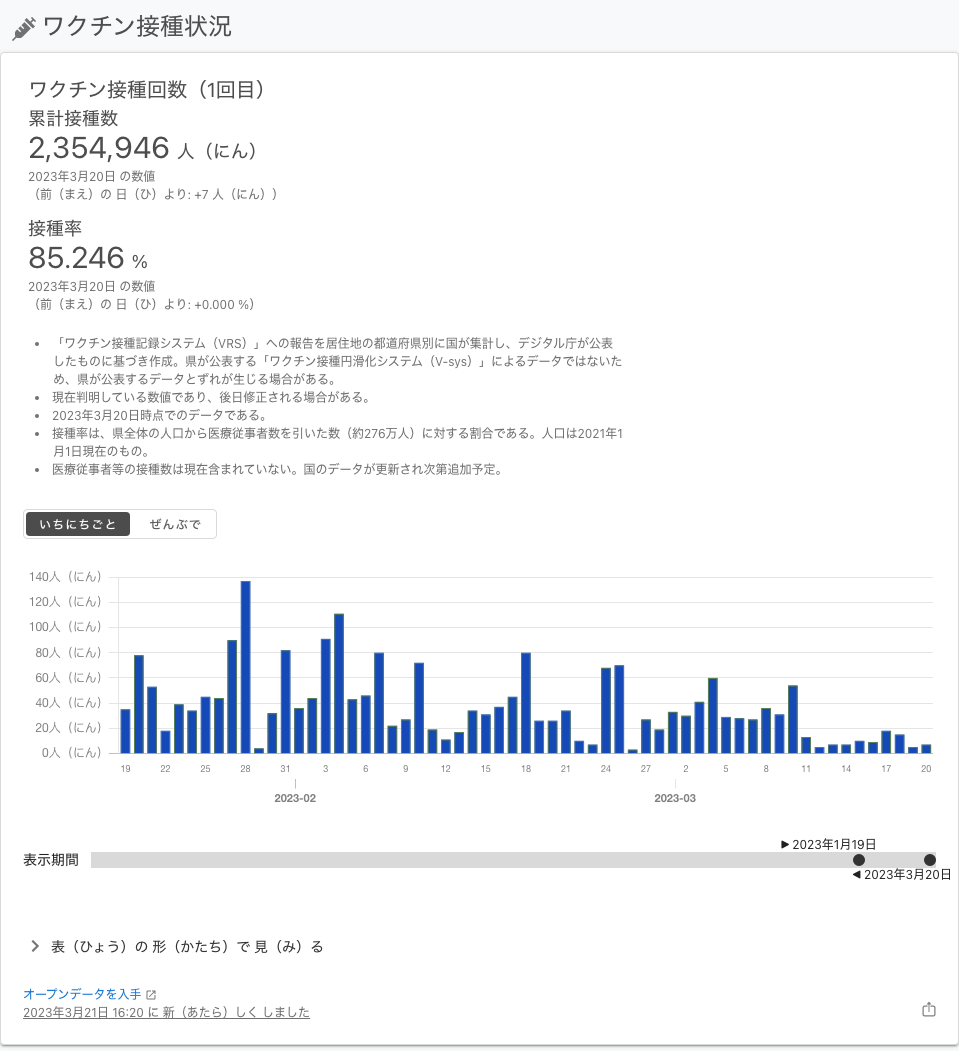 ワクチン接種状況
ワクチン接種回数（1回目）
累計接種数
2,354,946 人（にん）
2023年3月20日 の数値
（前（まえ）の 日（ひ）より: +7 人（にん））
接種率
85.246 %
2023年3月20日 の数値
（前（まえ）の 日（ひ）より: +0.000 %）
「ワクチン接種記録システム（VRS）」への報告を居住地の都道府県別に国が集計し、デジタル庁が公表
したものに基づき作成。県が公表する「ワクチン接種円滑化システム（V-sys）」によるデータではないた
め、県が公表するデータとずれが生じる場合がある。
現在判明している数値であり、後日修正される場合がある。
2023年3月20日時点でのデータである。
接種率は、県全体の人口から医療従事者数を引いた数（約276万人）に対する割合である。人口は2021年1
月1日現在のもの。
医療従事者等の接種数は現在含まれていない。国のデータが更新され次第追加予定。
いちにちごと ぜんぶで
140人（にん）
120人（にん）
100人（にん）
80人（にん）
60人（にん）
40人（にん）
20人（にん）
0人（にん）
19 22 25 28 31 3 6 9 12 15 18 21 24 27 2 5 8 11 14 17 20
2023-02 2023-03
▶ 2023年1月19日
表示期間
◀ 2023年3月20日
表（ひょう）の 形（かたち）で 見（み）る
オープンデータを入手
2023年3月21日 16:20 に 新（あたら）しく しました